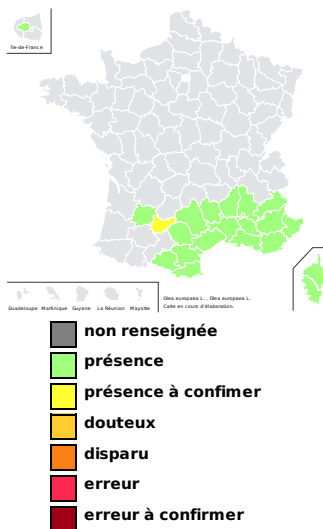 Île-de-France
Guadeloupe Martinique Guyane La Réunion Mayotte
Olea europaea L. , Olea europaea L.
Carte en cours d'élaboration.
non renseignée
présence
présence à confimer
douteux
disparu
erreur
erreur à confirmer